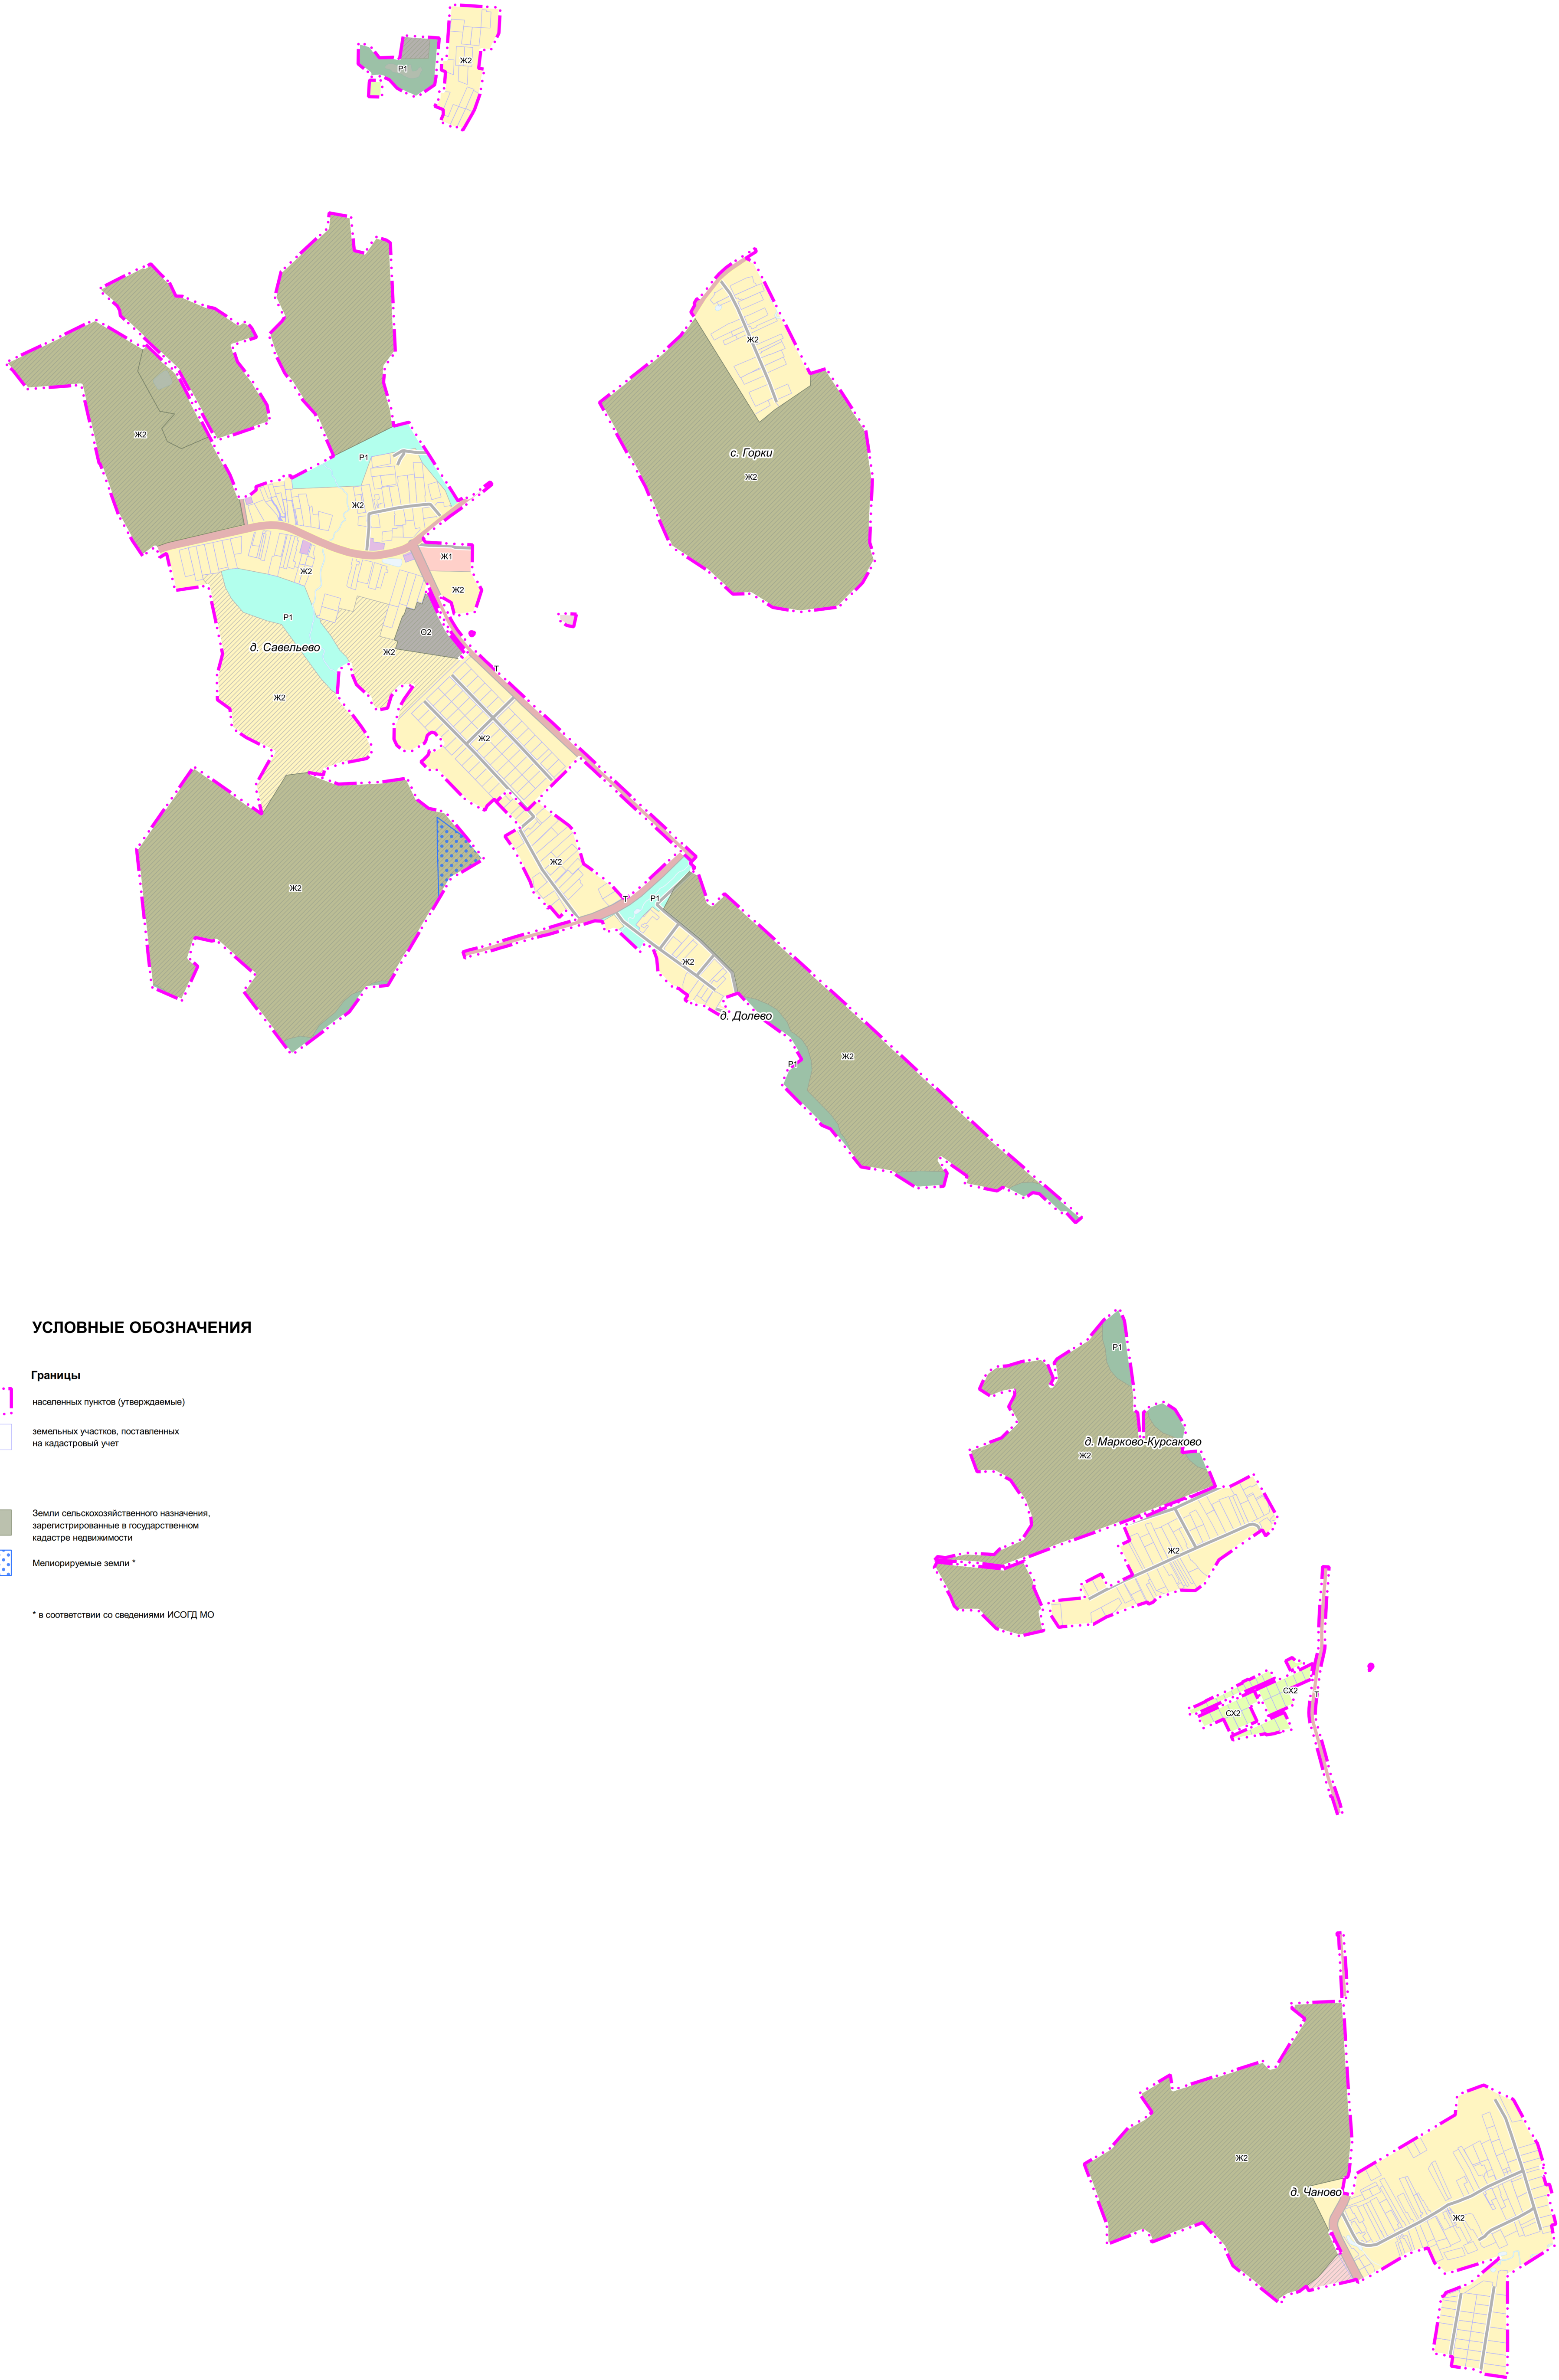 Ж2
Р1
Ж2
Ж2
с. Горки
Р1
Ж2
Ж2
Ж2
Ж1
Ж2
Ж2
Р1
О2
д. Савельево
Ж2
Т
Ж2
Ж2
Ж2
Ж2
Т
Р1
Ж2
д. Долево
Ж2
Р1
УСЛОВНЫЕ ОБОЗНАЧЕНИЯ
Границы
населенных пунктов (утверждаемые)
земельных участков, поставленных
на кадастровый учет
Земли сельскохозяйственного назначения,
зарегистрированные в государственном
кадастре недвижимости
Мелиорируемые земли *
* в соответствии со сведениями ИСОГД МО
Р1
д. Марково-Курсаково
Ж2
Ж2
СХ2
Т
СХ2
Ж2
д. Чаново
Ж2